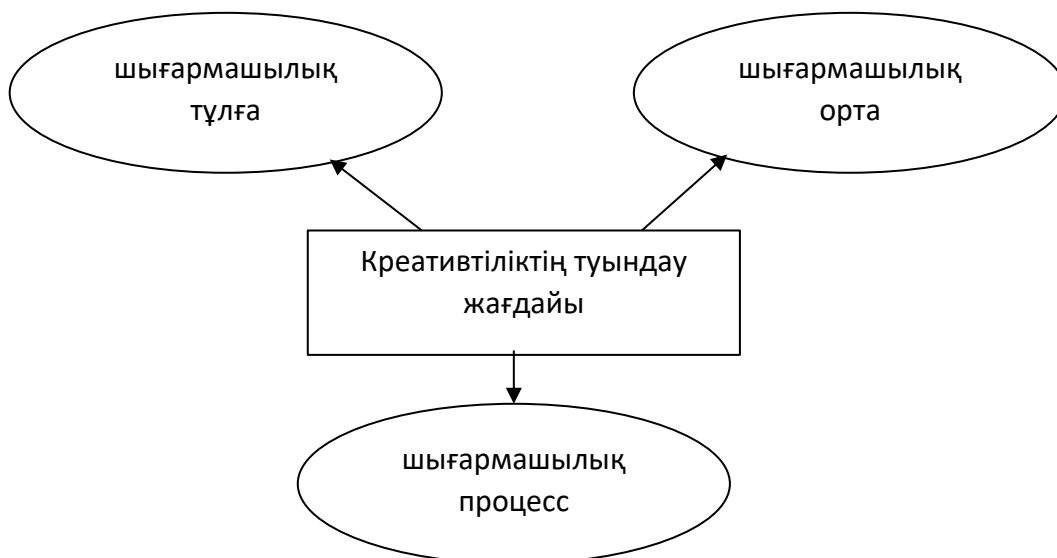 шығармашылық
тұлға
шығармашылық
орта
Креативтіліктің туындау
жағдайы
шығармашылық
процесс